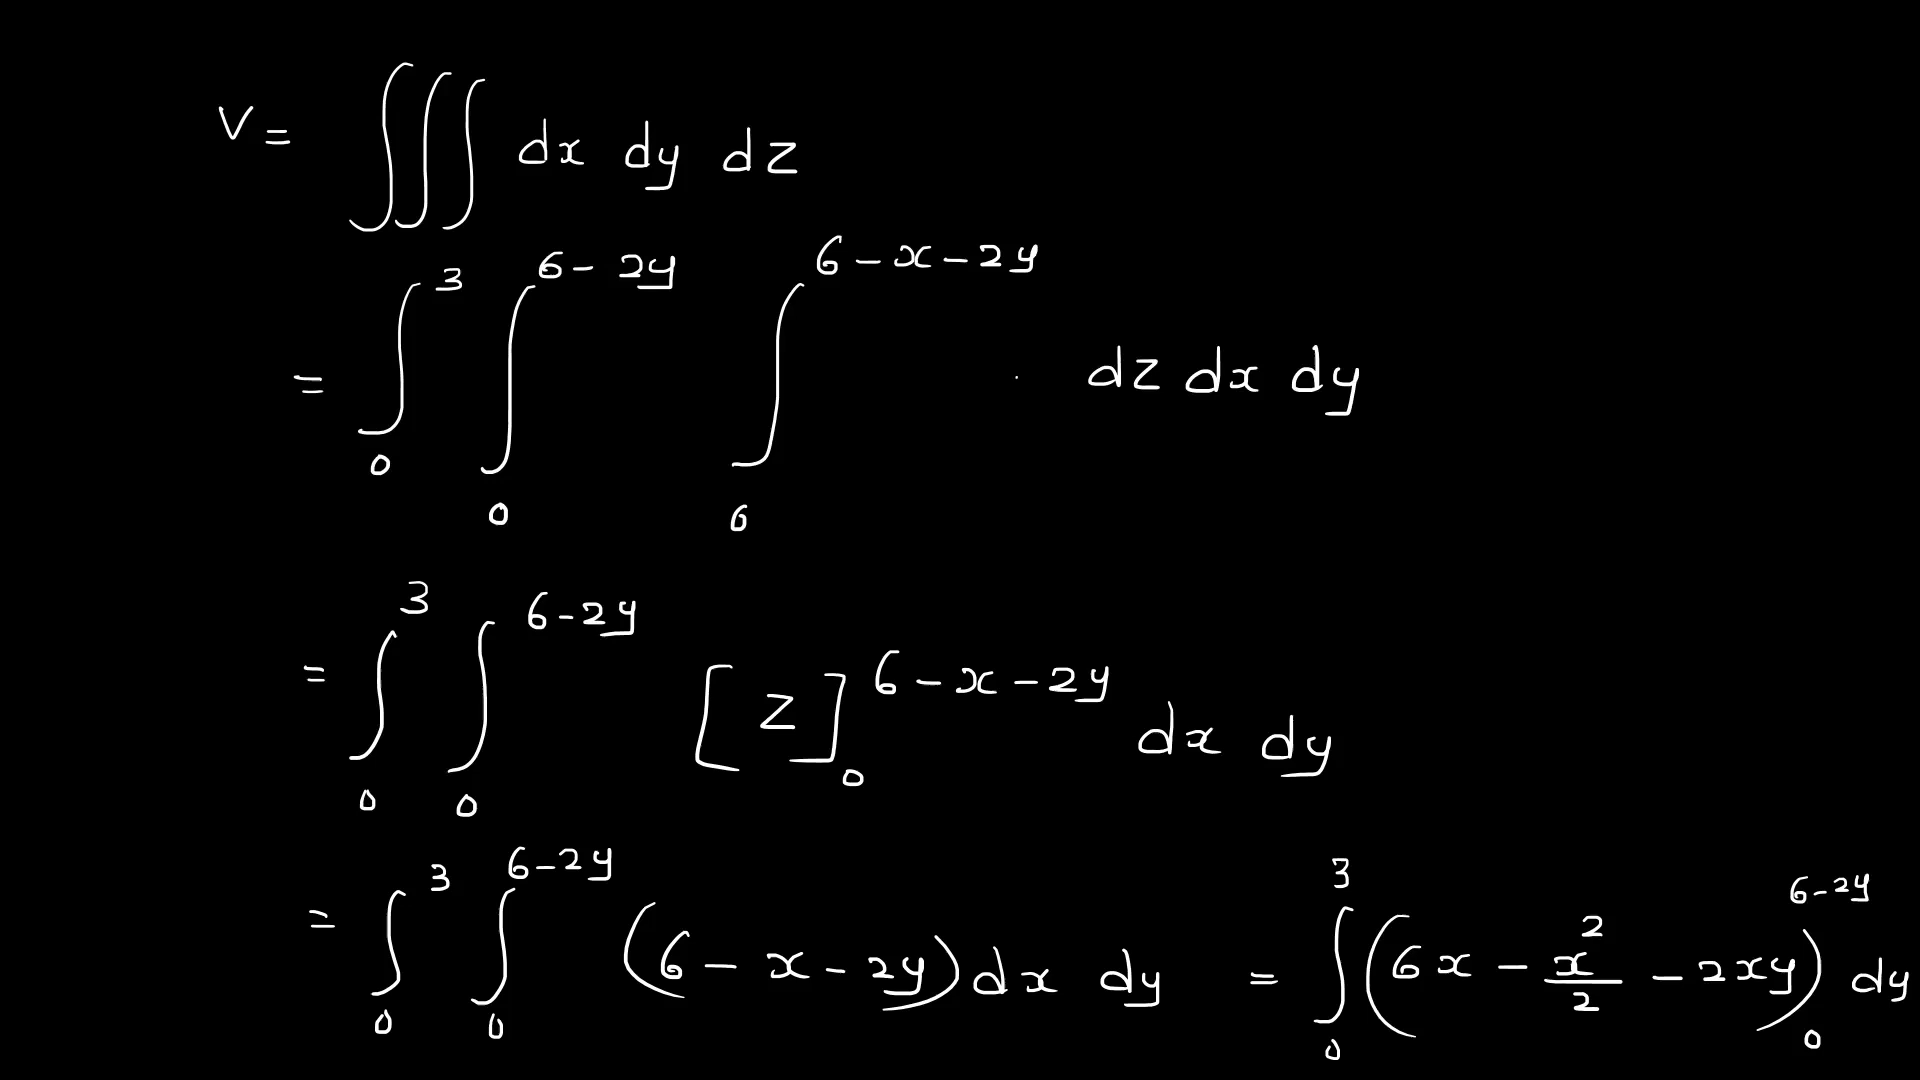 V = ∭ dx dy dz
= ∫₀³ ∫₀^{6-2y} ∫₆^{6-x-2y} dz dx dy
= ∫₀³ ∫₀^{6-2y} [z]₀^{6-x-2y} dx dy
= ∫₀³ ∫₀^{6-2y} (6-x-2y) dx dy = ∫₀³ (6x - x²/2 - 2xy)₀^{6-2y} dy